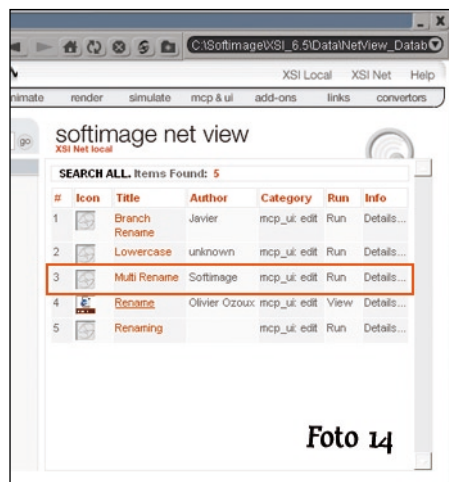 C:\Softimage\XSI_6.5\Data\NetView_Datab
XSI Local XSI Net Help
nimate render simulate mcp & ui add-ons links convertors
go
softimage net view
XSI Net local
SEARCH ALL. Items Found: 5
# Icon Title Author Category Run Info
1 Branch Rename Javier mcp_ui: edit Run Details...
2 Lowercase unknown mcp_ui: edit Run Details...
3 Multi Rename Softimage mcp_ui: edit Run Details...
4 Rename Olivier Ozoux mcp_ui: edit View Details...
5 Renaming mcp_ui: edit Run Details...
Foto 14